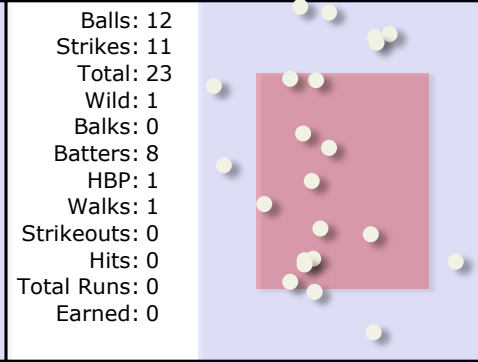 Balls: 12
Strikes: 11
Total: 23
Wild: 1
Balks: 0
Batters: 8
HBP: 1
Walks: 1
Strikeouts: 0
Hits: 0
Total Runs: 0
Earned: 0